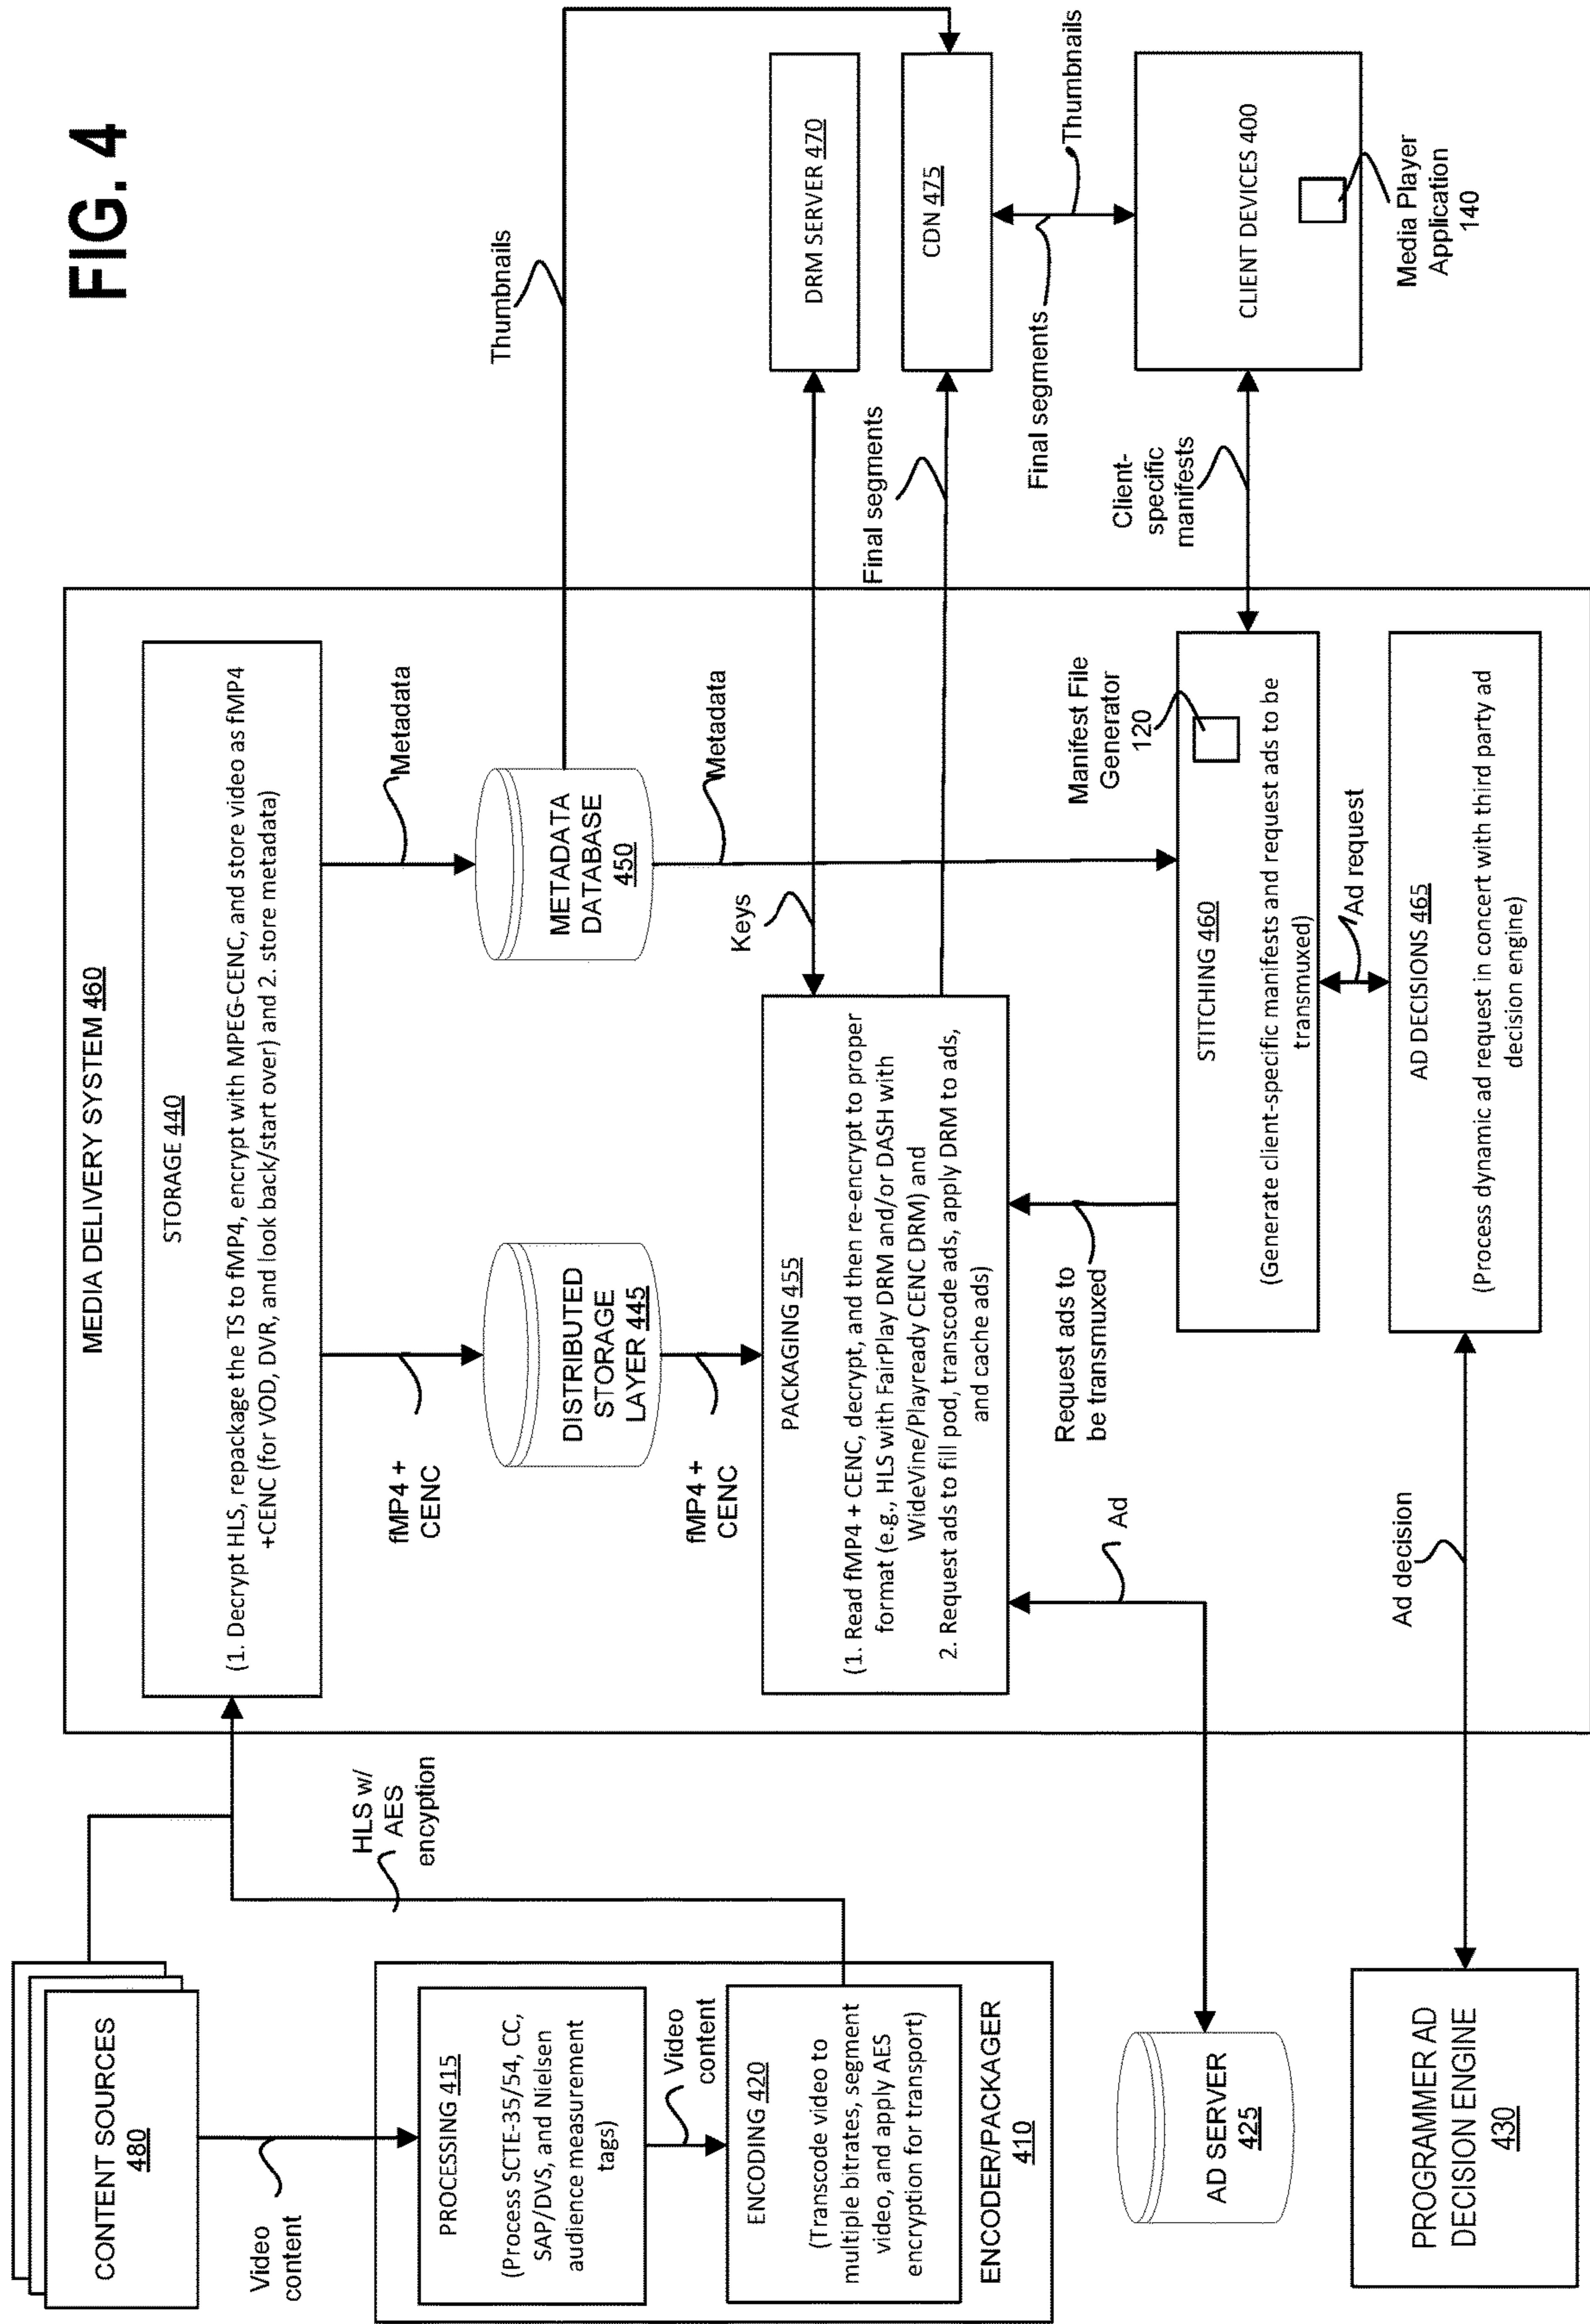 FIG. 4
CONTENT SOURCES
480
Video
content
PROCESSING 415
(Process SCTE-35/54, CC,
SAP/DVS, and Nielsen
audience measurement
tags)
Video
content
ENCODING 420
(Transcode video to
multiple bitrates, segment
video, and apply AES
encryption for transport)
ENCODER/PACKAGER
410
HLS w/
AES
encyption
AD SERVER
425
PROGRAMMER AD
DECISION ENGINE
430
MEDIA DELIVERY SYSTEM 460
STORAGE 440
(1. Decrypt HLS, repackage the TS to fMP4, encrypt with MPEG-CENC, and store video as fMP4
+CENC (for VOD, DVR, and look back/start over) and 2. store metadata)
fMP4 +
CENC
Metadata
DISTRIBUTED
STORAGE
LAYER 445
METADATA
DATABASE
450
fMP4 +
CENC
Metadata
Keys
PACKAGING 455
(1. Read fMP4 + CENC, decrypt, and then re-encrypt to proper
format (e.g., HLS with FairPlay DRM and/or DASH with
WideVine/Playready CENC DRM) and
2. Request ads to fill pod, transcode ads, apply DRM to ads,
and cache ads)
Ad
Request ads to
be transmuxed
Manifest File
Generator
120
STITCHING 460
(Generate client-specific manifests and request ads to be
transmuxed)
Ad request
AD DECISIONS 465
(Process dynamic ad request in concert with third party ad
decision engine)
Ad decision
Thumbnails
DRM SERVER 470
Final segments
CDN 475
Final segments
Thumbnails
Client-
specific
manifests
CLIENT DEVICES 400
Media Player
Application
140